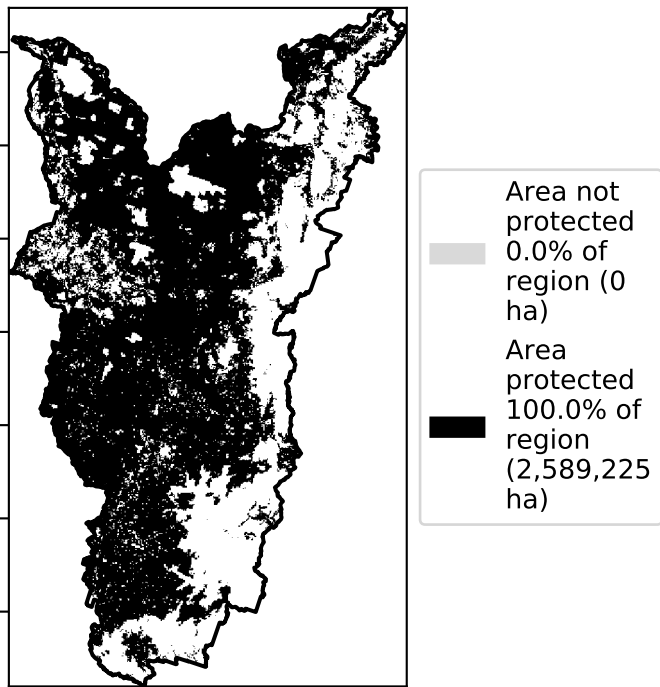 Area not
protected
0.0% of
region (0
ha)
Area
protected
100.0% of
region
(2,589,225
ha)